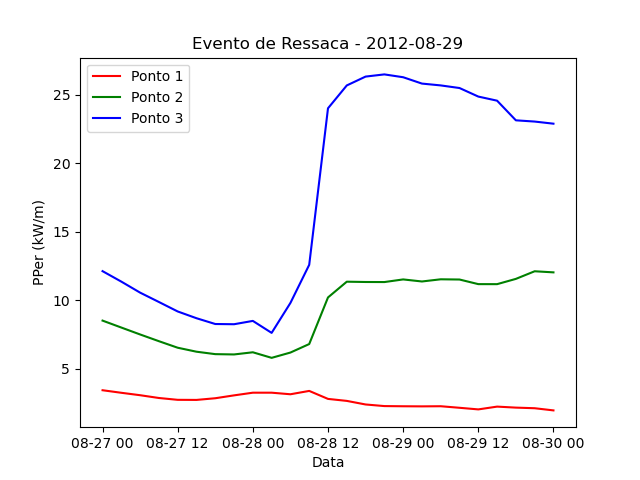 Evento de Ressaca - 2012-08-29
Ponto 1
Ponto 2
Ponto 3
PPer (kW/m)
25
20
15
10
5
08-27 00 08-27 12 08-28 00 08-28 12 08-29 00 08-29 12 08-30 00
Data